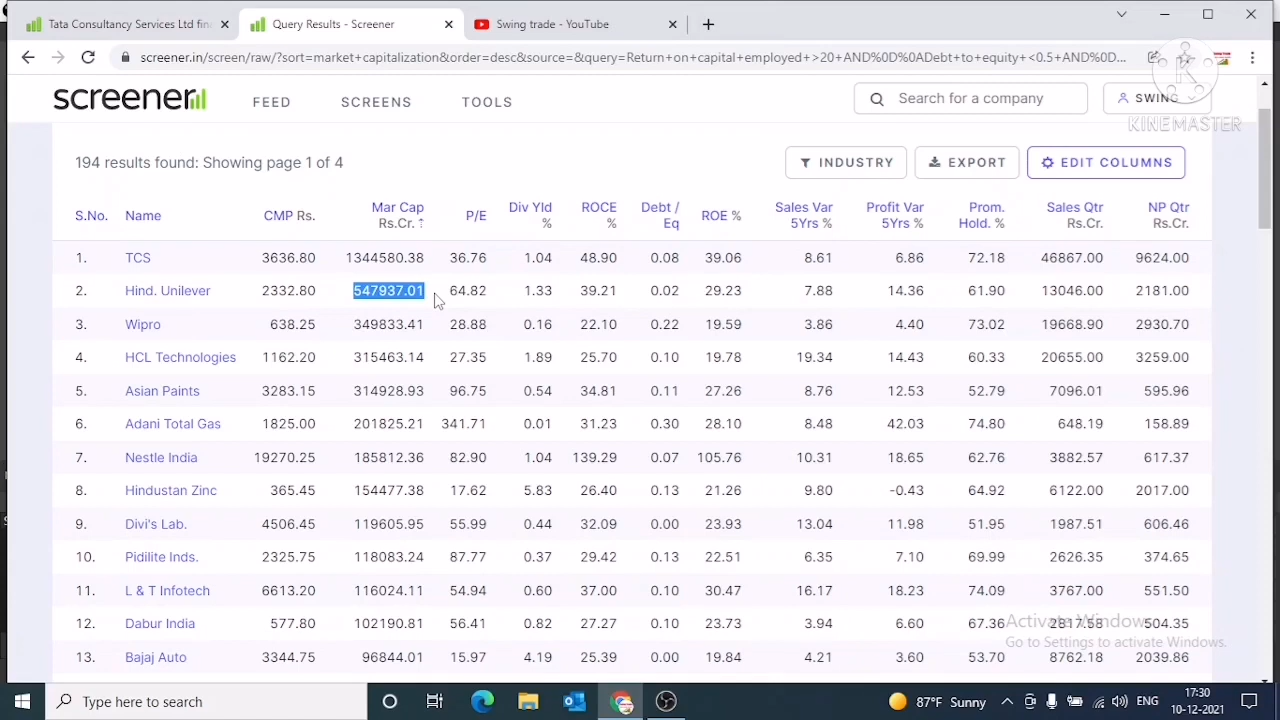 Tata Consultancy Services Ltd fin
Query Results - Screener
Swing trade - YouTube
screener.in/screen/raw/?sort=market+capitalization&order=desc&source=&query=Return+on+capital+employed+>20+AND%0D%0ADebt+to+equity+<0.5+AND%0D...
screener
FEED SCREENS TOOLS
Search for a company
SWING
KINEMASTER
194 results found: Showing page 1 of 4
INDUSTRY EXPORT EDIT COLUMNS
S.No. Name CMP Rs. Mar Cap Rs.Cr. P/E Div Yld % ROCE % Debt / Eq ROE % Sales Var 5Yrs % Profit Var 5Yrs % Prom. Hold. % Sales Qtr Rs.Cr. NP Qtr Rs.Cr.
1. TCS 3636.80 1344580.38 36.76 1.04 48.90 0.08 39.06 8.61 6.86 72.18 46867.00 9624.00
2. Hind. Unilever 2332.80 547937.01 64.82 1.33 39.21 0.02 29.23 7.88 14.36 61.90 13046.00 2181.00
3. Wipro 638.25 349833.41 28.88 0.16 22.10 0.22 19.59 3.86 4.40 73.02 19668.90 2930.70
4. HCL Technologies 1162.20 315463.14 27.35 1.89 25.70 0.10 19.78 19.34 14.43 60.33 20655.00 3259.00
5. Asian Paints 3283.15 314928.93 96.75 0.54 34.81 0.11 27.26 8.76 12.53 52.79 7096.01 595.96
6. Adani Total Gas 1825.00 201825.21 341.71 0.01 31.23 0.30 28.10 8.48 42.03 74.80 648.19 158.89
7. Nestle India 19270.25 185812.36 82.90 1.04 139.29 0.07 105.76 10.31 18.65 62.76 3882.57 617.37
8. Hindustan Zinc 365.45 154477.38 17.62 5.83 26.40 0.13 21.26 9.80 -0.43 64.92 6122.00 2017.00
9. Divi's Lab. 4506.45 119605.95 55.99 0.44 32.09 0.00 23.93 13.04 11.98 51.95 1987.51 606.46
10. Pidilite Inds. 2325.75 118083.24 87.77 0.37 29.42 0.13 22.51 6.35 7.10 69.99 2626.35 374.65
11. L & T Infotech 6613.20 116024.11 54.94 0.60 37.00 0.10 30.47 16.17 18.23 74.09 3767.00 551.50
12. Dabur India 577.80 102190.81 56.41 0.82 27.27 0.10 23.73 3.94 6.60 67.36 2817.58 504.35
13. Bajaj Auto 3344.75 96844.01 15.97 4.19 25.39 0.00 19.84 4.21 3.60 53.70 8762.18 2039.86
Activate Windows
Go to Settings to activate Windows.
Type here to search
87°F Sunny
ENG
17:30
10-12-2021